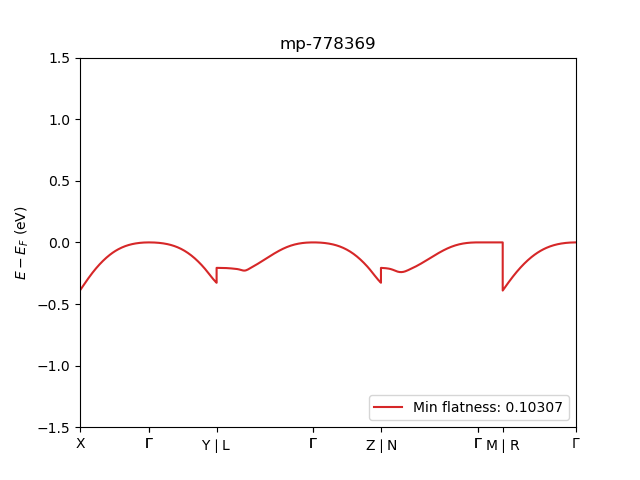 mp-778369
1.5
1.0
0.5
0.0
−0.5
−1.0
−1.5
E − E_F (eV)
Min flatness: 0.10307
X Γ Y | L Γ Z | N Γ M | R Γ